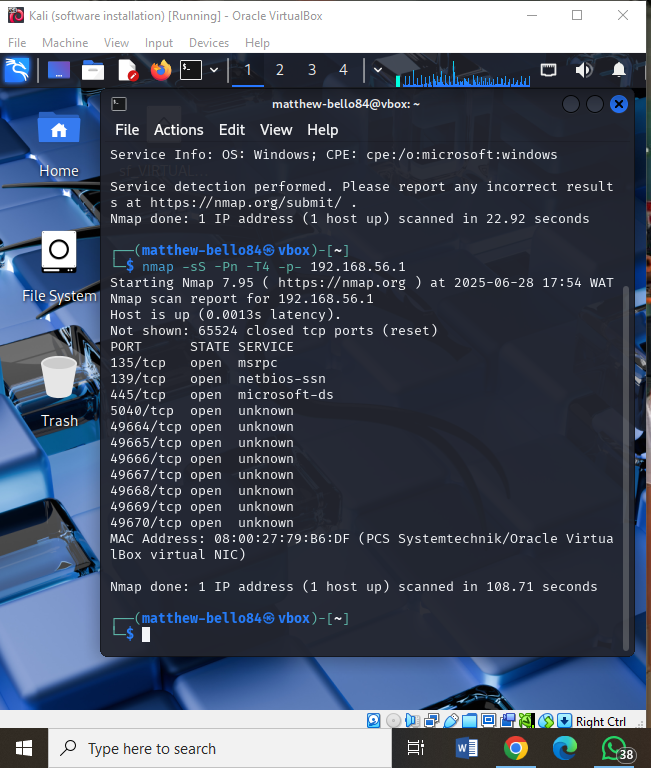 Kali (software installation) [Running] - Oracle VirtualBox
File Machine View Input Devices Help
1 2 3 4
matthew-bello84@vbox: ~
File Actions Edit View Help
Home
File System
Trash
Service Info: OS: Windows; CPE: cpe:/o:microsoft:windows
Service detection performed. Please report any incorrect result
s at https://nmap.org/submit/ .
Nmap done: 1 IP address (1 host up) scanned in 22.92 seconds
┌──(matthew-bello84㉿vbox)-[~]
└─$ nmap -sS -Pn -T4 -p- 192.168.56.1
Starting Nmap 7.95 ( https://nmap.org ) at 2025-06-28 17:54 WAT
Nmap scan report for 192.168.56.1
Host is up (0.0013s latency).
Not shown: 65524 closed tcp ports (reset)
PORT STATE SERVICE
135/tcp open msrpc
139/tcp open netbios-ssn
445/tcp open microsoft-ds
5040/tcp open unknown
49664/tcp open unknown
49665/tcp open unknown
49666/tcp open unknown
49667/tcp open unknown
49668/tcp open unknown
49669/tcp open unknown
49670/tcp open unknown
MAC Address: 08:00:27:79:B6:DF (PCS Systemtechnik/Oracle Virtua
lBox virtual NIC)
Nmap done: 1 IP address (1 host up) scanned in 108.71 seconds
┌──(matthew-bello84㉿vbox)-[~]
└─$
Right Ctrl
Type here to search
38